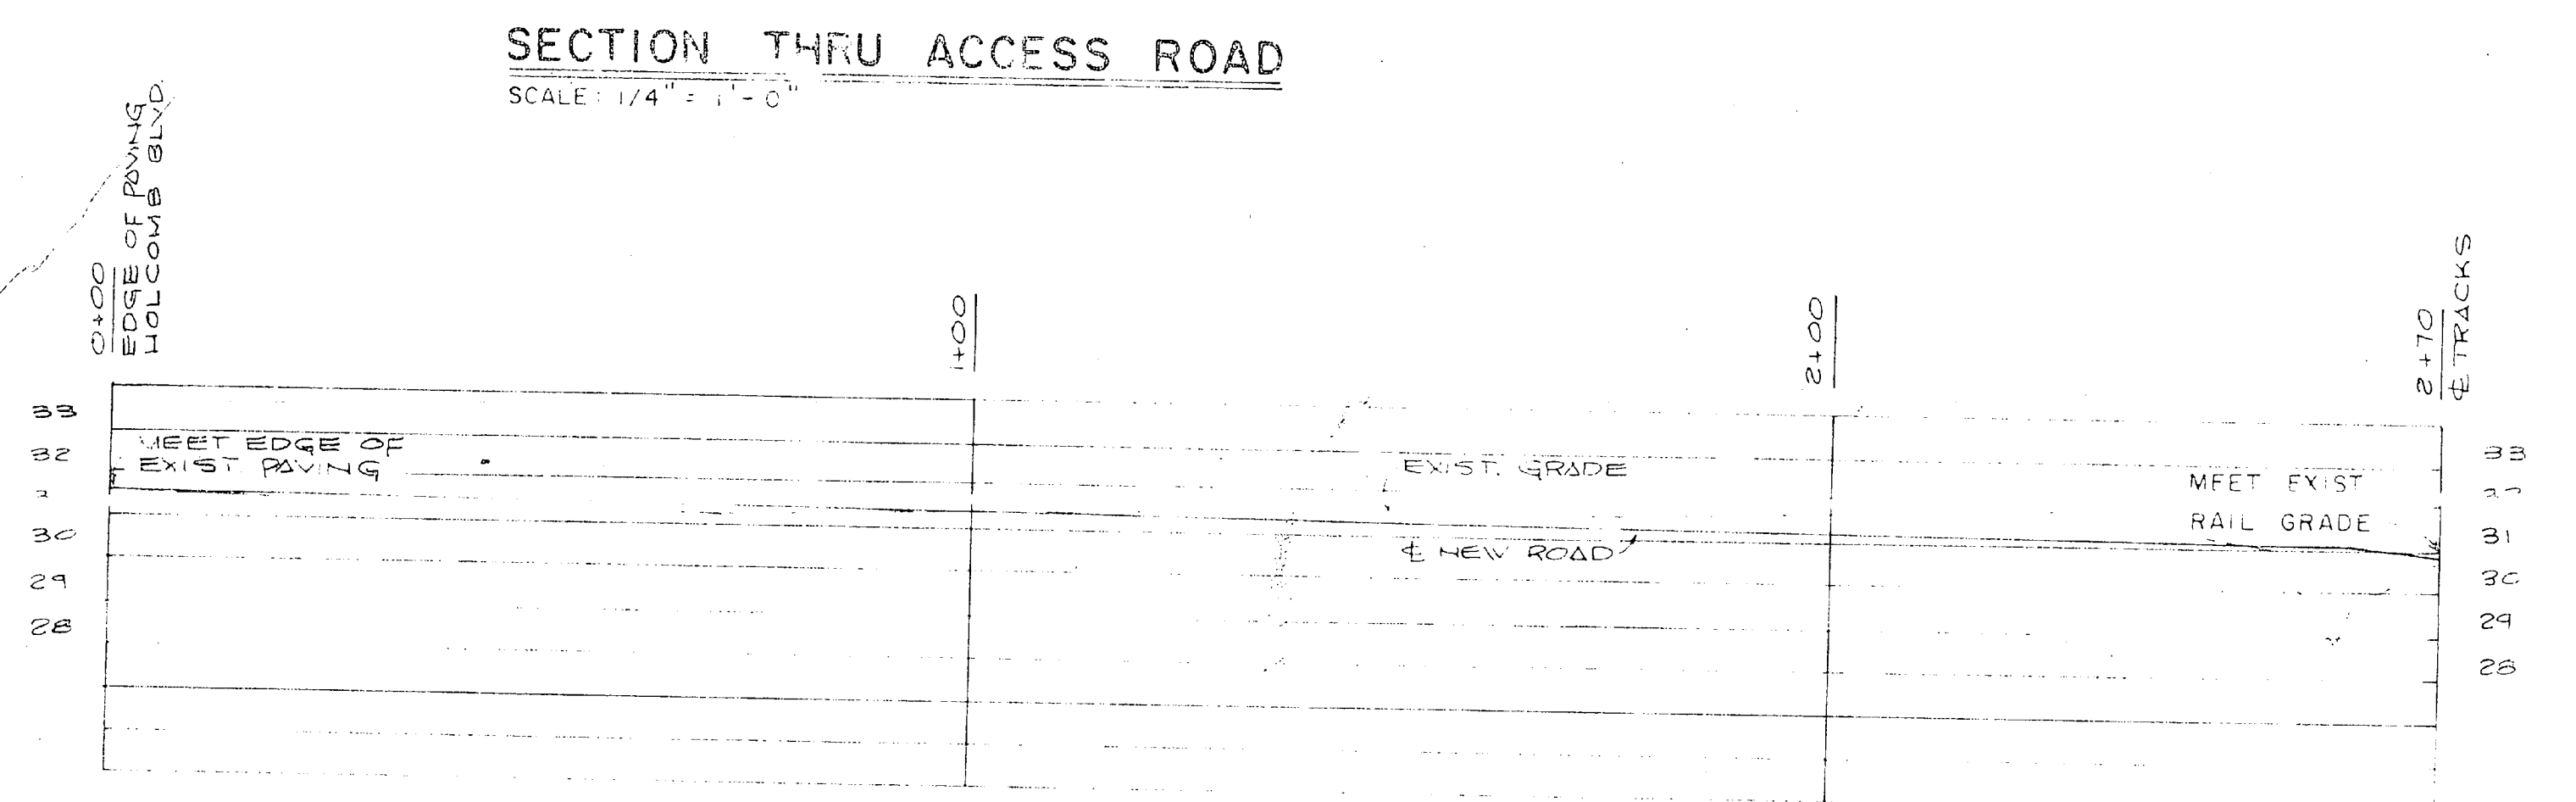 SECTION THRU ACCESS ROAD
SCALE: 1/4" = 1'-0"
0+00
EDGE OF PAVING
HOLCOMB BLVD.
1+00
2+00
2+70
℄ TRACKS
33
32
30
29
28
MEET EDGE OF
EXIST. PAVING
EXIST. GRADE
℄ NEW ROAD
MEET EXIST
RAIL GRADE
33
31
30
29
28